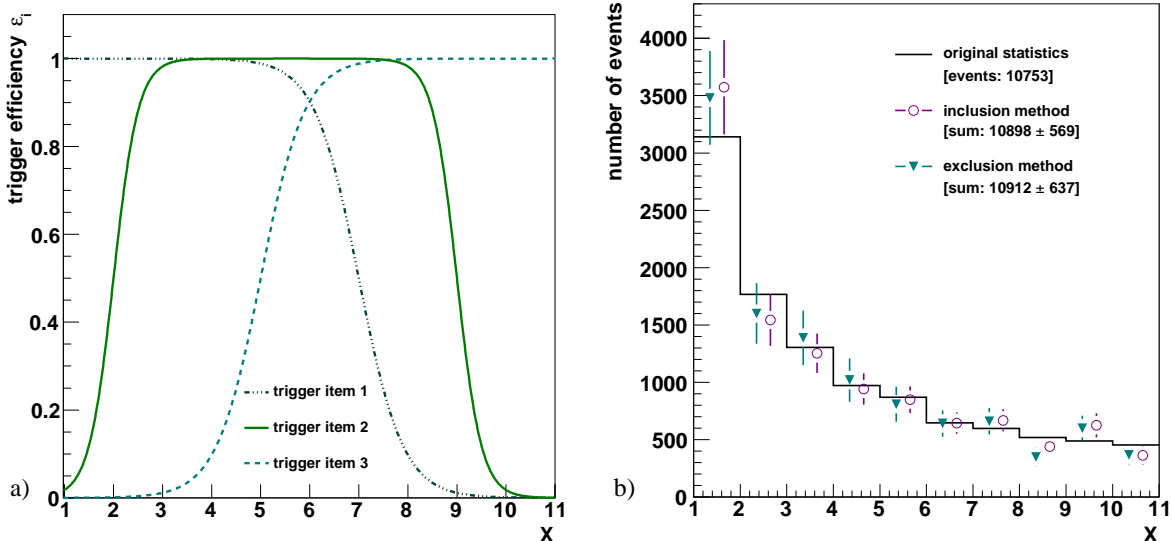 trigger efficiency ε_i
1
0.8
0.6
0.4
0.2
0
1 2 3 4 5 6 7 8 9 10 11
X
trigger item 1
trigger item 2
trigger item 3
a)
number of events
4000
3500
3000
2500
2000
1500
1000
500
0
1 2 3 4 5 6 7 8 9 10 11
X
original statistics
[events: 10753]
inclusion method
[sum: 10898 ± 569]
exclusion method
[sum: 10912 ± 637]
b)